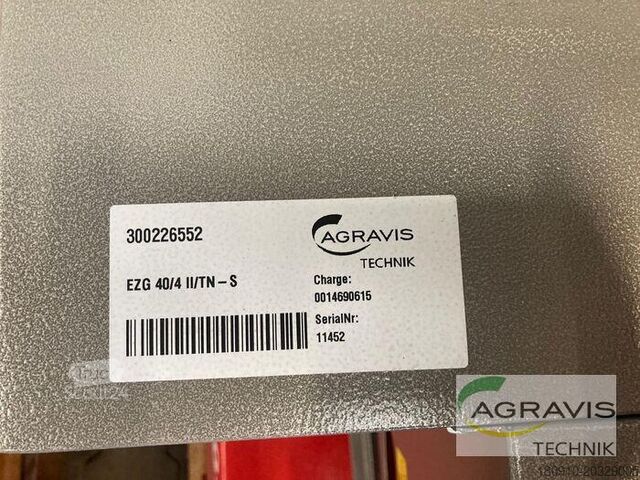 300226552
AGRAVIS
TECHNIK
EZG 40/4 II/TN – S
Charge:
0014690615
SerialNr:
11452
AGRAVIS
TECHNIK